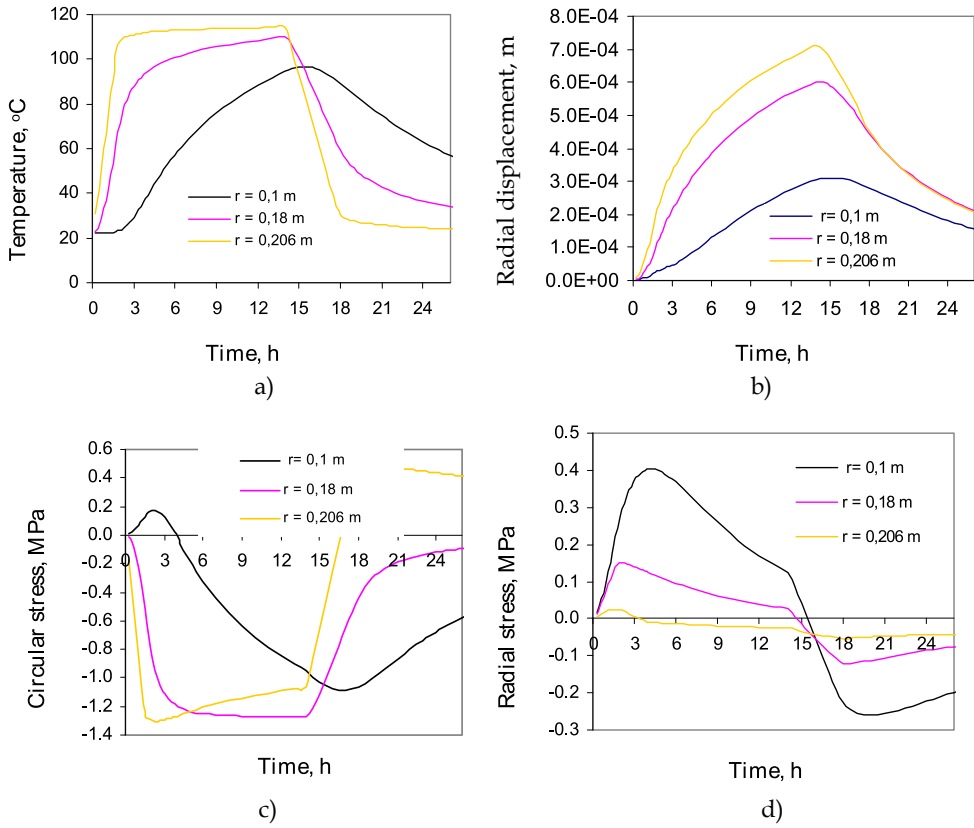 Temperature, °C
120
100
80
60
40
20
0
r = 0,1 m
r = 0,18 m
r = 0,206 m
0 3 6 9 12 15 18 21 24
Time, h
a)
Radial displacement, m
8.0E-04
7.0E-04
6.0E-04
5.0E-04
4.0E-04
3.0E-04
2.0E-04
1.0E-04
0.0E+00
r= 0,1 m
r = 0,18 m
r = 0,206 m
0 3 6 9 12 15 18 21 24
Time, h
b)
Circular stress, MPa
0.6
0.4
0.2
0.0
-0.2
-0.4
-0.6
-0.8
-1.0
-1.2
-1.4
r= 0,1 m
r = 0,18 m
r = 0,206 m
0 3 6 9 12 15 18 21 24
Time, h
c)
Radial stress, MPa
0.5
0.4
0.3
0.2
0.1
0.0
-0.1
-0.2
-0.3
r= 0,1 m
r = 0,18 m
r = 0,206 m
0 3 6 9 12 15 18 21 24
Time, h
d)